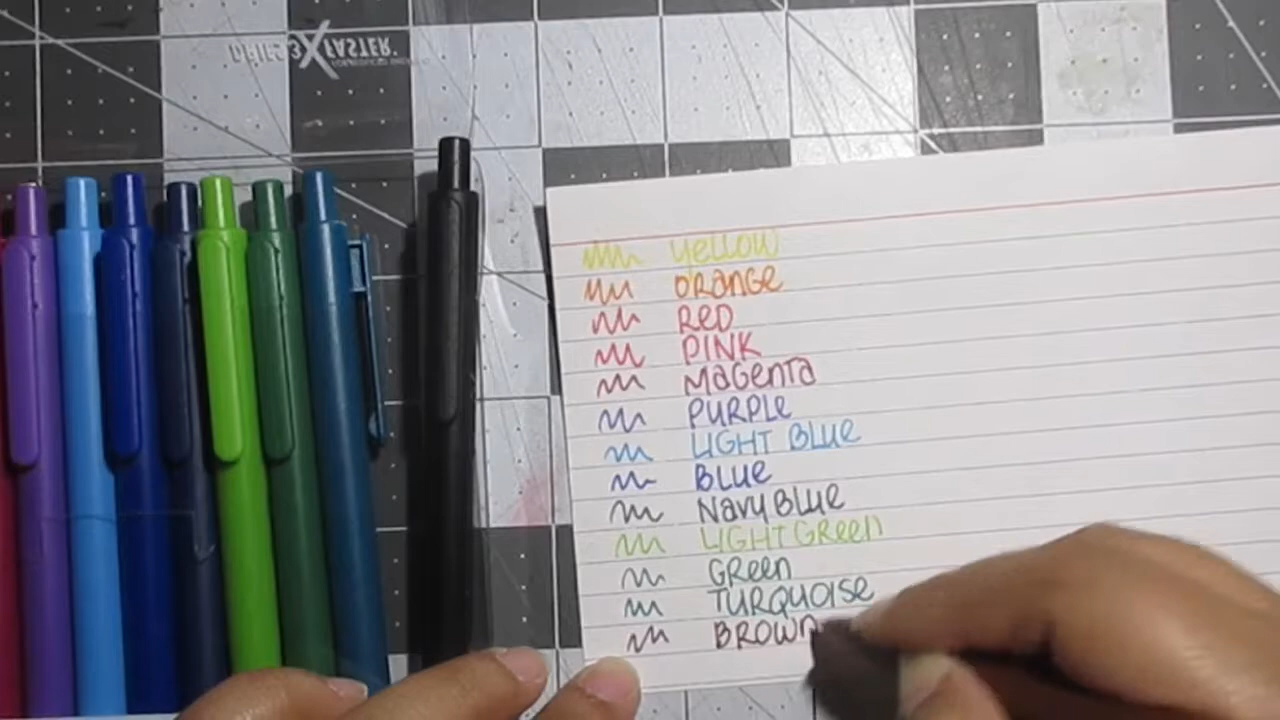 DRIES 3X FASTER
YELLOW
ORANGE
RED
PINK
MAGENTA
PURPLE
LIGHT BLUE
BLUE
NAVY BLUE
LIGHT GREEN
GREEN
TURQUOISE
BROWN